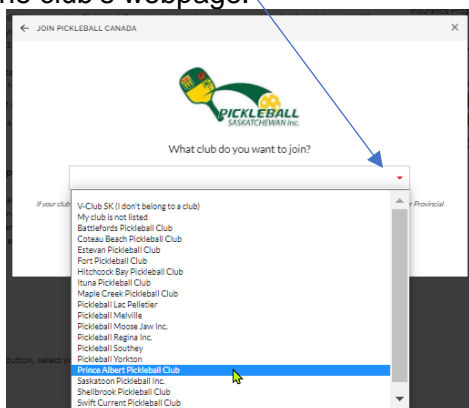 he club's webpage.
← JOIN PICKLEBALL CANADA ×
PICKLEBALL
SASKATCHEWAN Inc.
What club do you want to join?
If your club
r Provincial
V-Club SK (I don't belong to a club)
My club is not listed
Battlefords Pickleball Club
Coteau Beach Pickleball Club
Estevan Pickleball Club
Fort Pickleball Club
Hitchcock Bay Pickleball Club
Ituna Pickleball Club
Maple Creek Pickleball Club
Pickleball Lac Pelletier
Pickleball Melville
Pickleball Moose Jaw Inc.
Pickleball Regina Inc.
Pickleball Southey
Pickleball Yorkton
Prince Albert Pickleball Club
Saskatoon Pickleball Inc.
Shellbrook Pickleball Club
Swift Current Pickleball Club
button, select yo